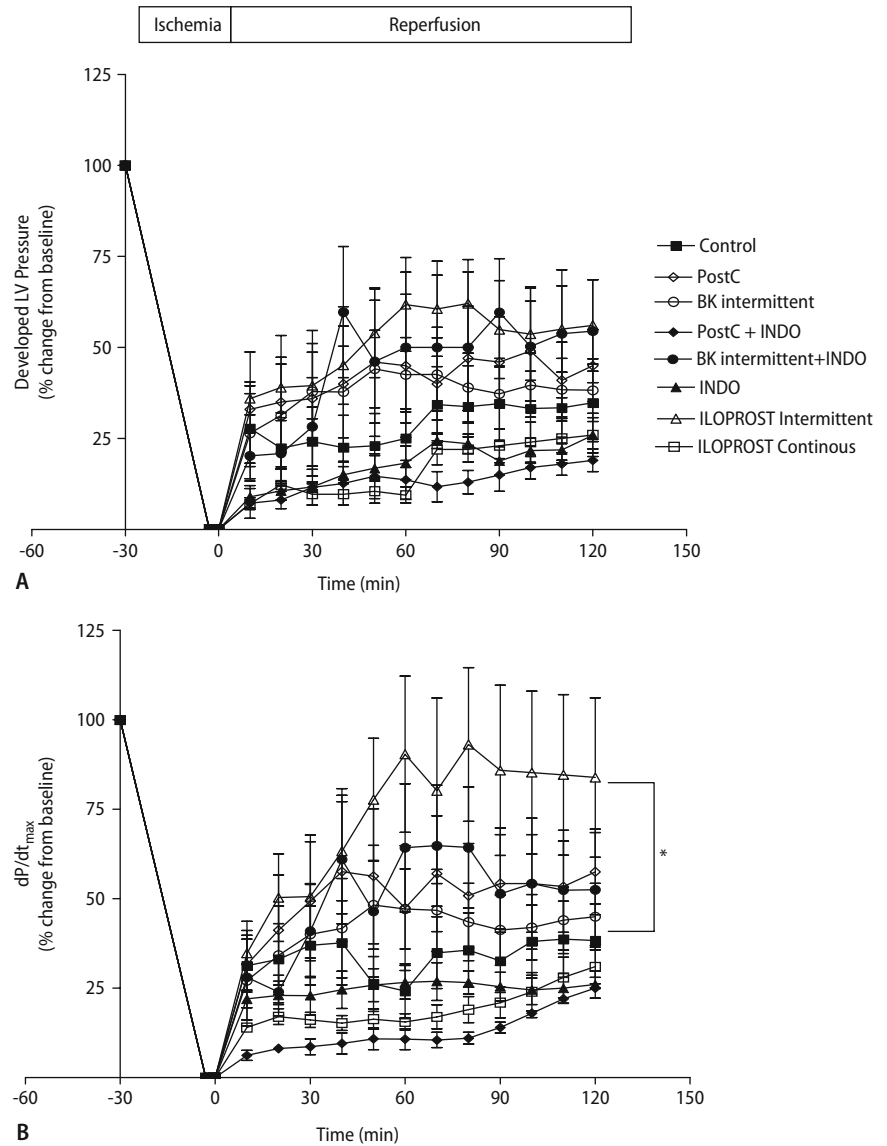 Ischemia Reperfusion
125
100
75
50
25
Developed LV Pressure
(% change from baseline)
-60 -30 0 30 60 90 120 150
Time (min)
A
Control
PostC
BK intermittent
PostC + INDO
BK intermittent+INDO
INDO
ILOPROST Intermittent
ILOPROST Continous
125
100
75
50
25
dP/dtmax
(% change from baseline)
*
-60 -30 0 30 60 90 120 150
Time (min)
B